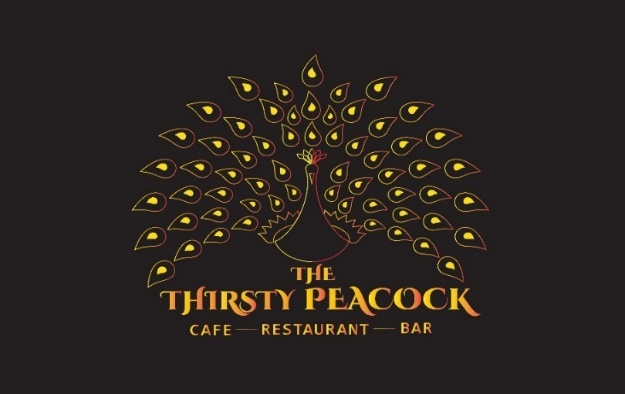 THE
THIRSTY PEACOCK
CAFE — RESTAURANT — BAR